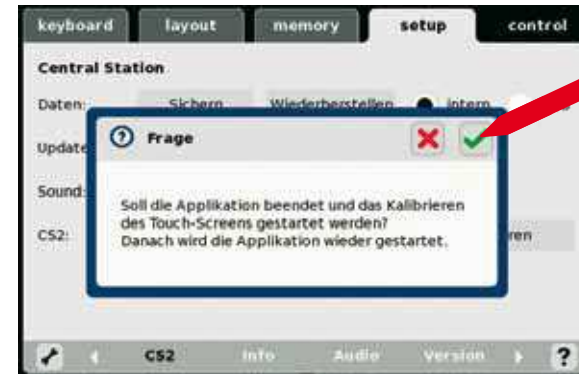 keyboard layout memory setup control
Central Station
Daten: Sichern Wiederherstellen intern
Update
Frage
Sound:
Soll die Applikation beendet und das Kalibrieren
des Touch-Screens gestartet werden?
CS2:
Danach wird die Applikation wieder gestartet.
CS2 Info Audio Version ?